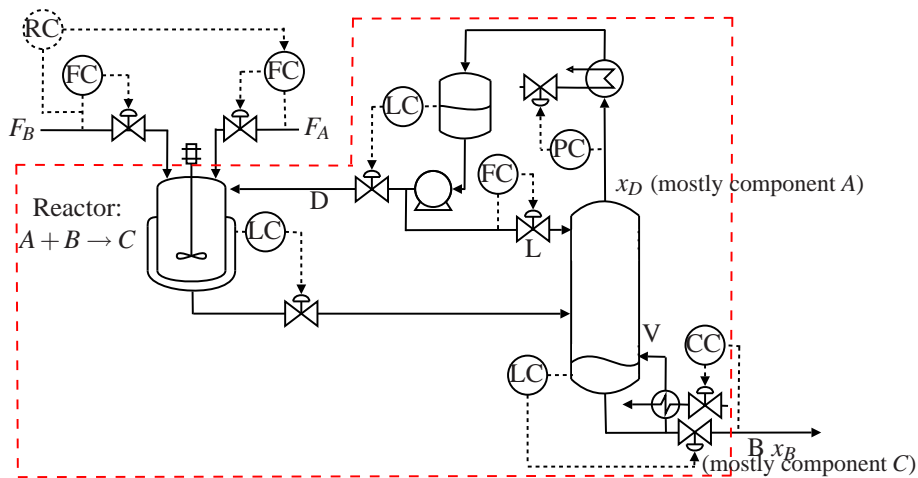 RC
FC
FC
F_B
F_A
LC
PC
FC
D
x_D (mostly component A)
Reactor:
A + B → C
LC
L
V
CC
LC
B x_B
(mostly component C)